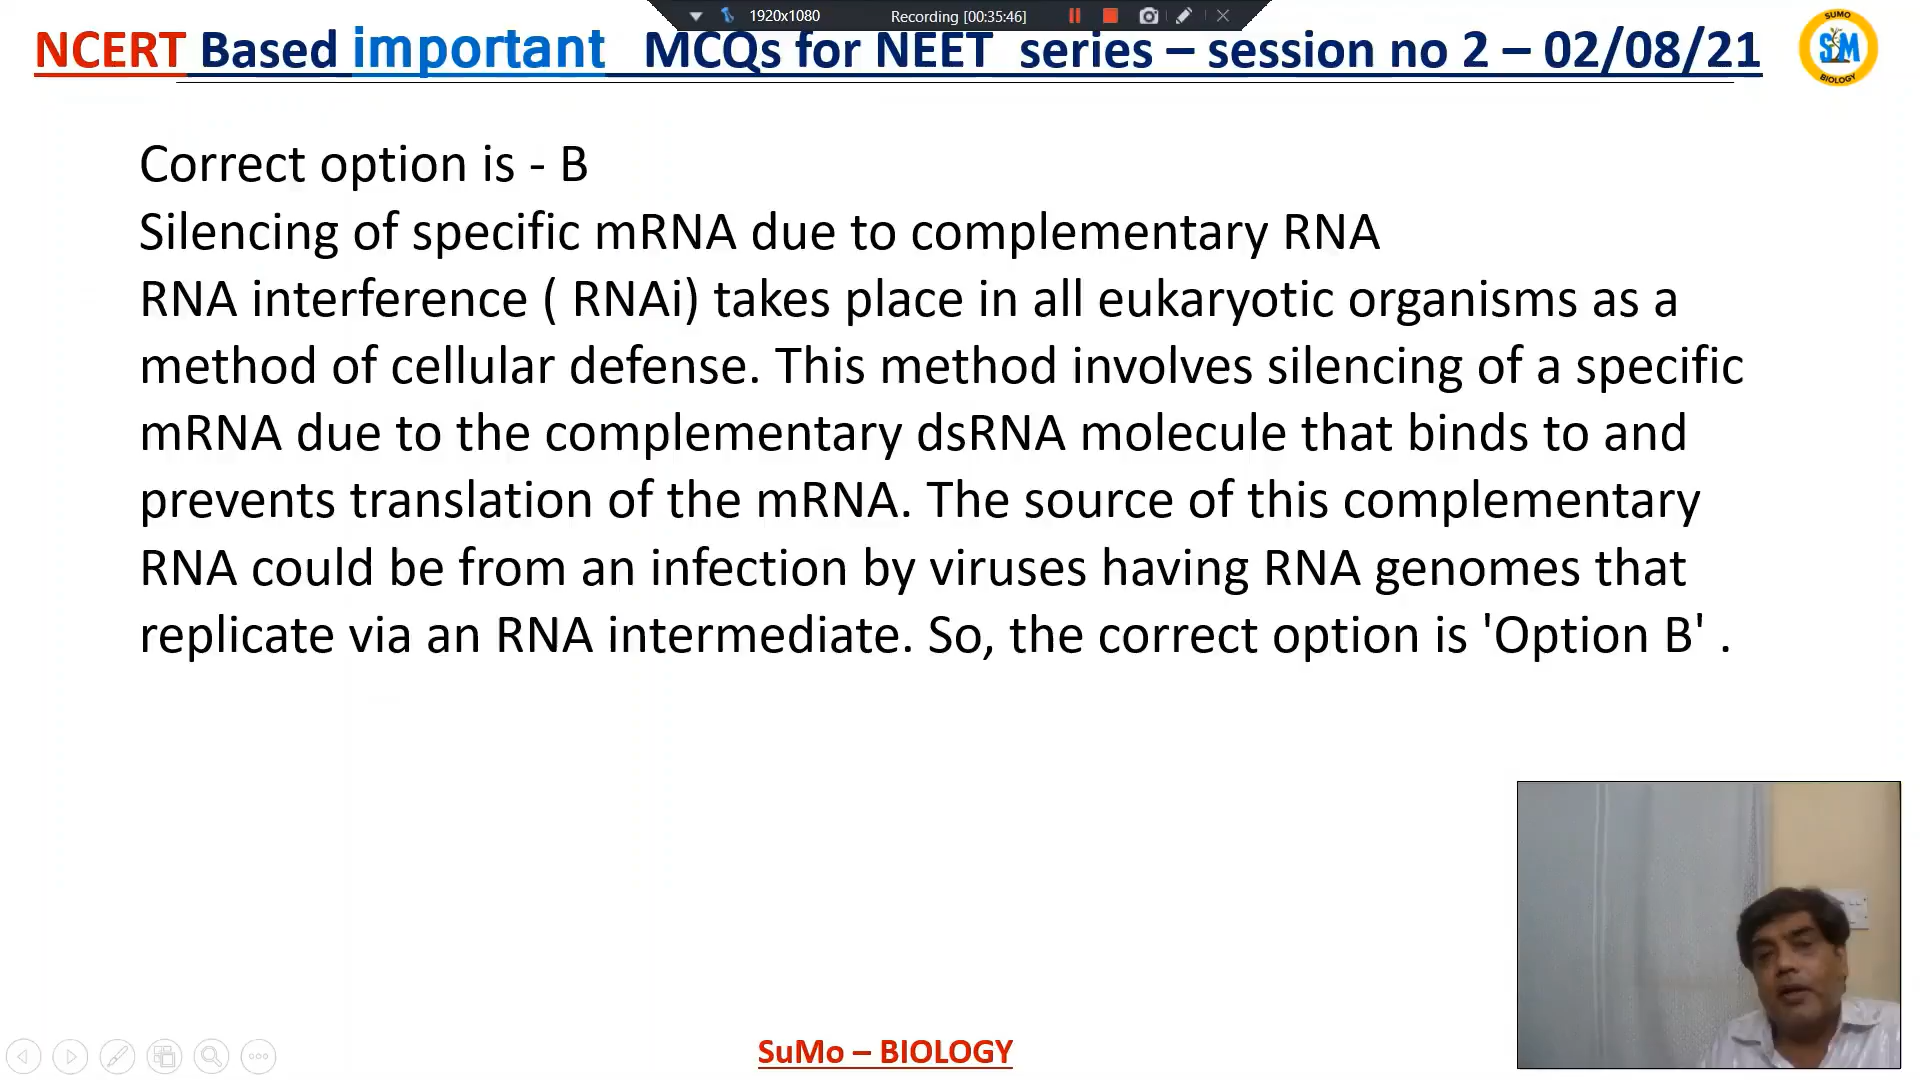 1920x1080 Recording [00:35:46]
NCERT Based important MCQs for NEET series – session no 2 – 02/08/21
SUMO
SM
BIOLOGY
Correct option is - B
Silencing of specific mRNA due to complementary RNA
RNA interference ( RNAi) takes place in all eukaryotic organisms as a
method of cellular defense. This method involves silencing of a specific
mRNA due to the complementary dsRNA molecule that binds to and
prevents translation of the mRNA. The source of this complementary
RNA could be from an infection by viruses having RNA genomes that
replicate via an RNA intermediate. So, the correct option is 'Option B' .
SuMo – BIOLOGY